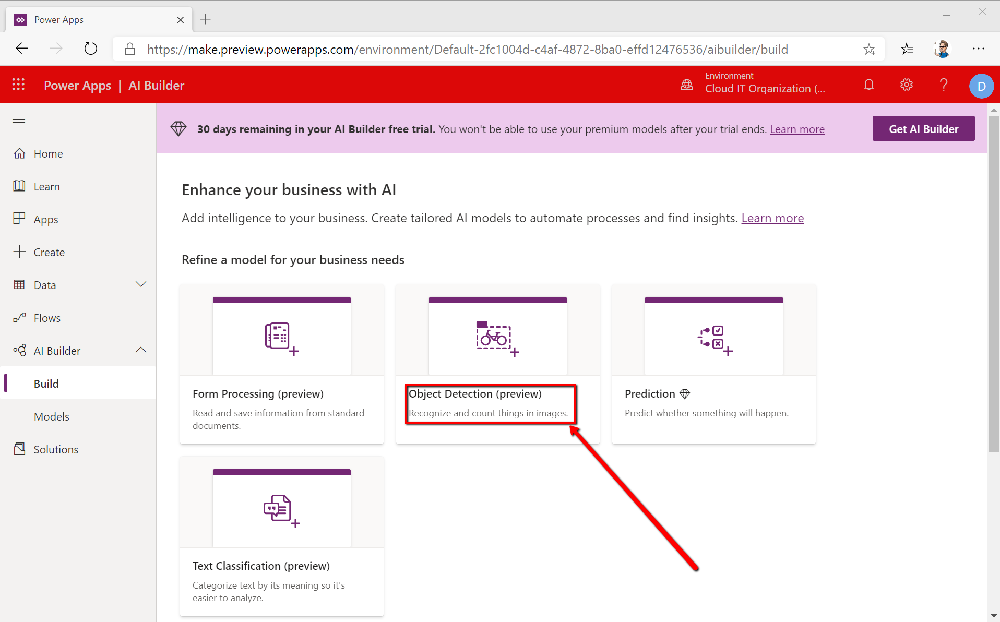 Power Apps
https://make.preview.powerapps.com/environment/Default-2fc1004d-c4af-4872-8ba0-effd12476536/aibuilder/build
Power Apps | AI Builder
Environment
Cloud IT Organization (...
?
D
30 days remaining in your AI Builder free trial. You won't be able to use your premium models after your trial ends. Learn more
Get AI Builder
Home
Learn
Apps
Create
Data
Flows
AI Builder
Build
Models
Solutions
Enhance your business with AI
Add intelligence to your business. Create tailored AI models to automate processes and find insights. Learn more
Refine a model for your business needs
Form Processing (preview)
Read and save information from standard
documents.
Object Detection (preview)
Recognize and count things in images.
Prediction
Predict whether something will happen.
Text Classification (preview)
Categorize text by its meaning so it's
easier to analyze.